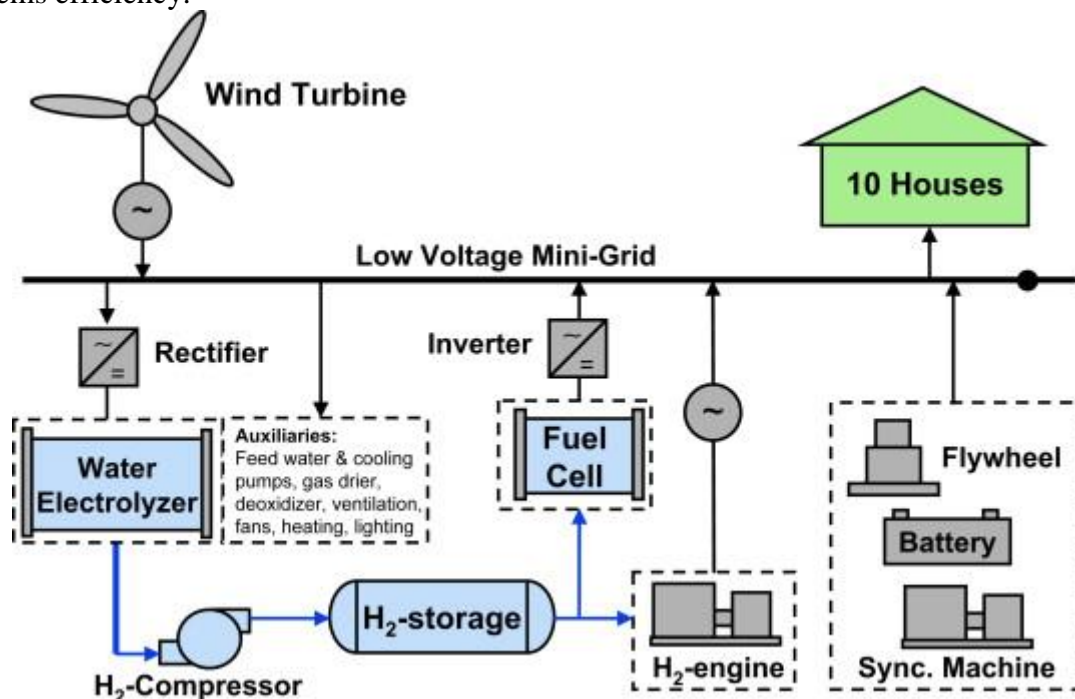 Wind Turbine
~
10 Houses
Low Voltage Mini-Grid
~
=
Rectifier
Inverter
~
=
~
Water
Electrolyzer
Auxiliaries:
Feed water & cooling
pumps, gas drier,
deoxidizer, ventilation,
fans, heating, lighting
Fuel
Cell
Flywheel
Battery
H₂-storage
H₂-Compressor
H₂-engine
Sync. Machine